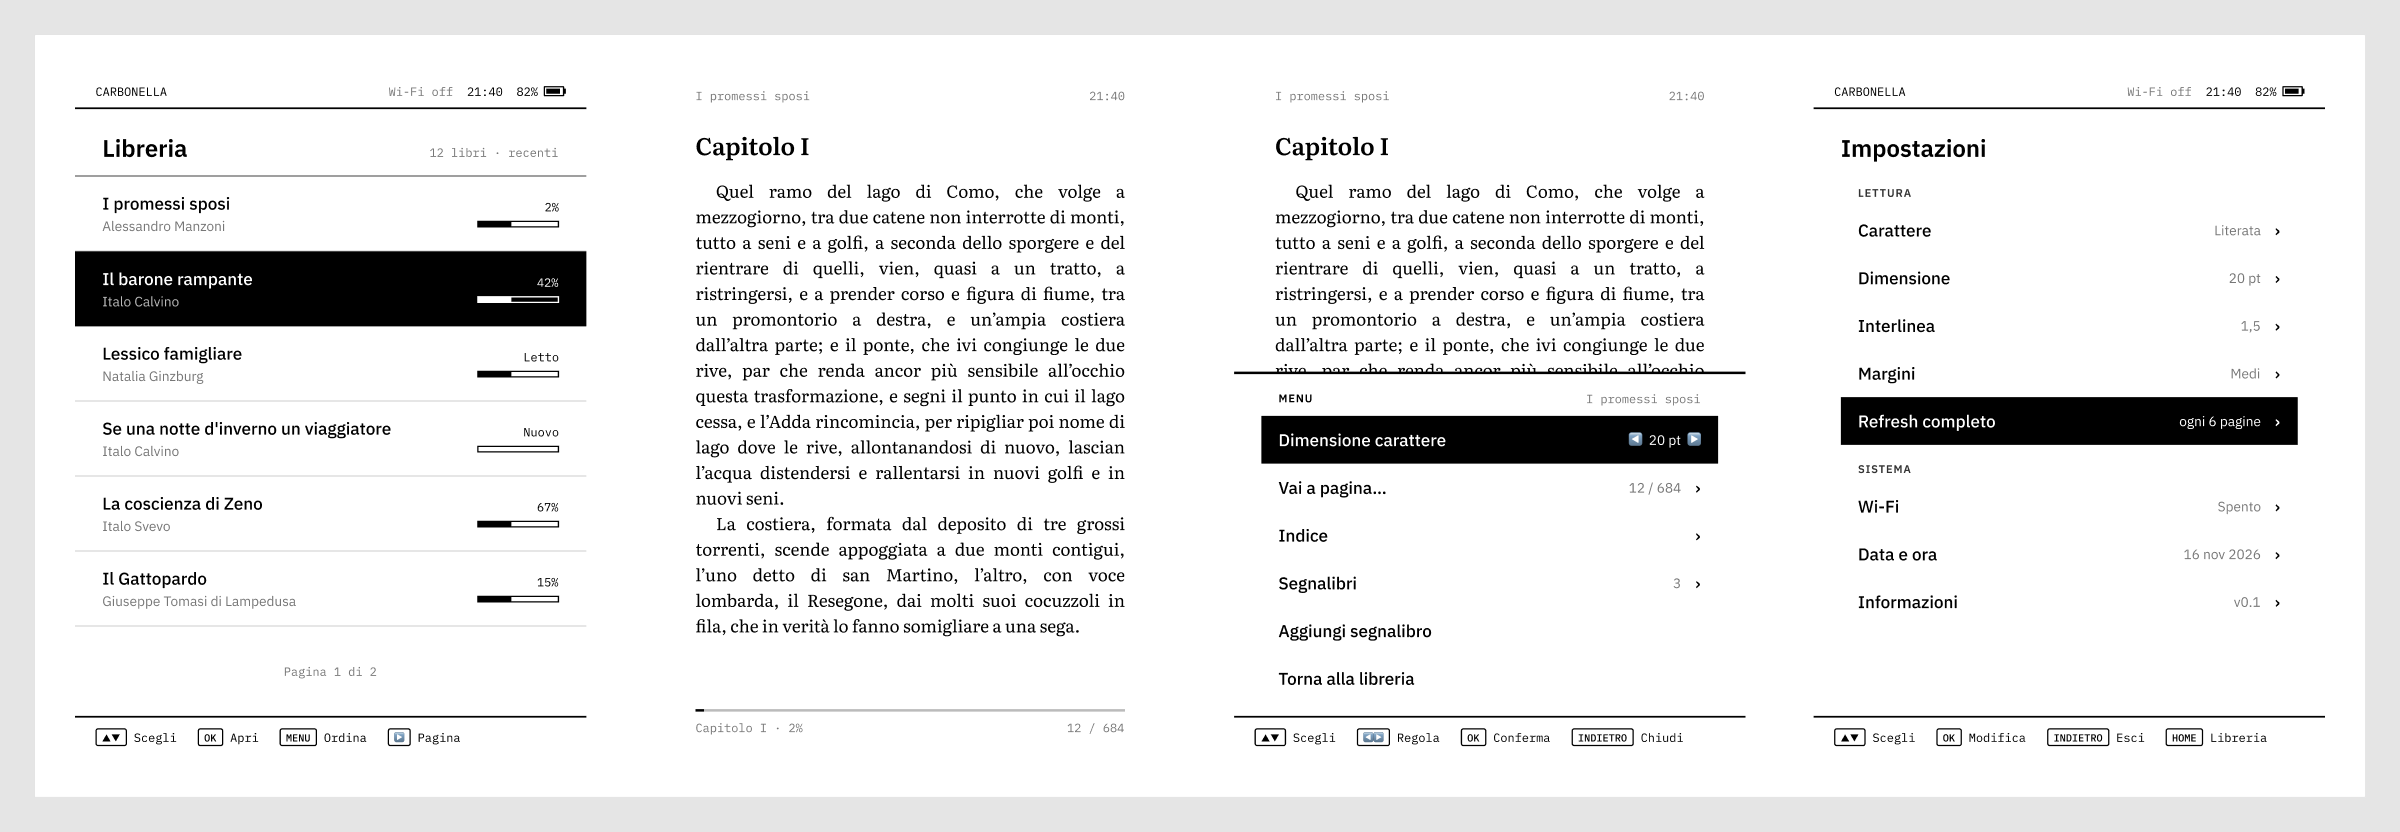 CARBONELLA Wi-Fi off 21:40 82%
Libreria 12 libri · recenti
I promessi sposi 2%
Alessandro Manzoni
Il barone rampante 42%
Italo Calvino
Lessico famigliare Letto
Natalia Ginzburg
Se una notte d'inverno un viaggiatore Nuovo
Italo Calvino
La coscienza di Zeno 67%
Italo Svevo
Il Gattopardo 15%
Giuseppe Tomasi di Lampedusa
Pagina 1 di 2
▲▼ Scegli OK Apri MENU Ordina ▶ Pagina
I promessi sposi 21:40
Capitolo I
Quel ramo del lago di Como, che volge a
mezzogiorno, tra due catene non interrotte di monti,
tutto a seni e a golfi, a seconda dello sporgere e del
rientrare di quelli, vien, quasi a un tratto, a
ristringersi, e a prender corso e figura di fiume, tra
un promontorio a destra, e un’ampia costiera
dall’altra parte; e il ponte, che ivi congiunge le due
rive, par che renda ancor più sensibile all’occhio
questa trasformazione, e segni il punto in cui il lago
cessa, e l’Adda rincomincia, per ripigliar poi nome di
lago dove le rive, allontanandosi di nuovo, lascian
l’acqua distendersi e rallentarsi in nuovi golfi e in
nuovi seni.
La costiera, formata dal deposito di tre grossi
torrenti, scende appoggiata a due monti contigui,
l’uno detto di san Martino, l’altro, con voce
lombarda, il Resegone, dai molti suoi cocuzzoli in
fila, che in verità lo fanno somigliare a una sega.
Capitolo I · 2% 12 / 684
I promessi sposi 21:40
Capitolo I
Quel ramo del lago di Como, che volge a
mezzogiorno, tra due catene non interrotte di monti,
tutto a seni e a golfi, a seconda dello sporgere e del
rientrare di quelli, vien, quasi a un tratto, a
ristringersi, e a prender corso e figura di fiume, tra
un promontorio a destra, e un’ampia costiera
dall’altra parte; e il ponte, che ivi congiunge le due
rive, par che renda ancor più sensibile all’occhio
MENU I promessi sposi
Dimensione carattere ◀ 20 pt ▶
Vai a pagina... 12 / 684 ›
Indice ›
Segnalibri 3 ›
Aggiungi segnalibro
Torna alla libreria
▲▼ Scegli ◀▶ Regola OK Conferma INDIETRO Chiudi
CARBONELLA Wi-Fi off 21:40 82%
Impostazioni
LETTURA
Carattere Literata ›
Dimensione 20 pt ›
Interlinea 1,5 ›
Margini Medi ›
Refresh completo ogni 6 pagine ›
SISTEMA
Wi-Fi Spento ›
Data e ora 16 nov 2026 ›
Informazioni v0.1 ›
▲▼ Scegli OK Modifica INDIETRO Esci HOME Libreria